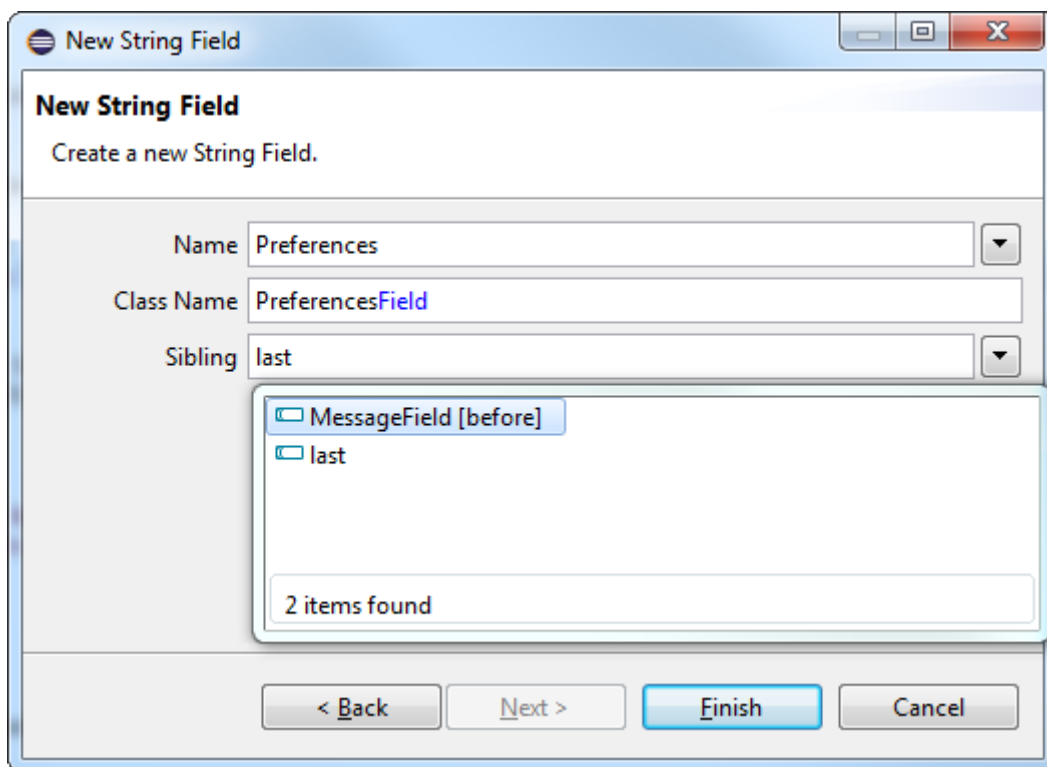 New String Field
New String Field
Create a new String Field.
Name Preferences
Class Name PreferencesField
Sibling last
MessageField [before]
last
2 items found
< Back Next > Finish Cancel